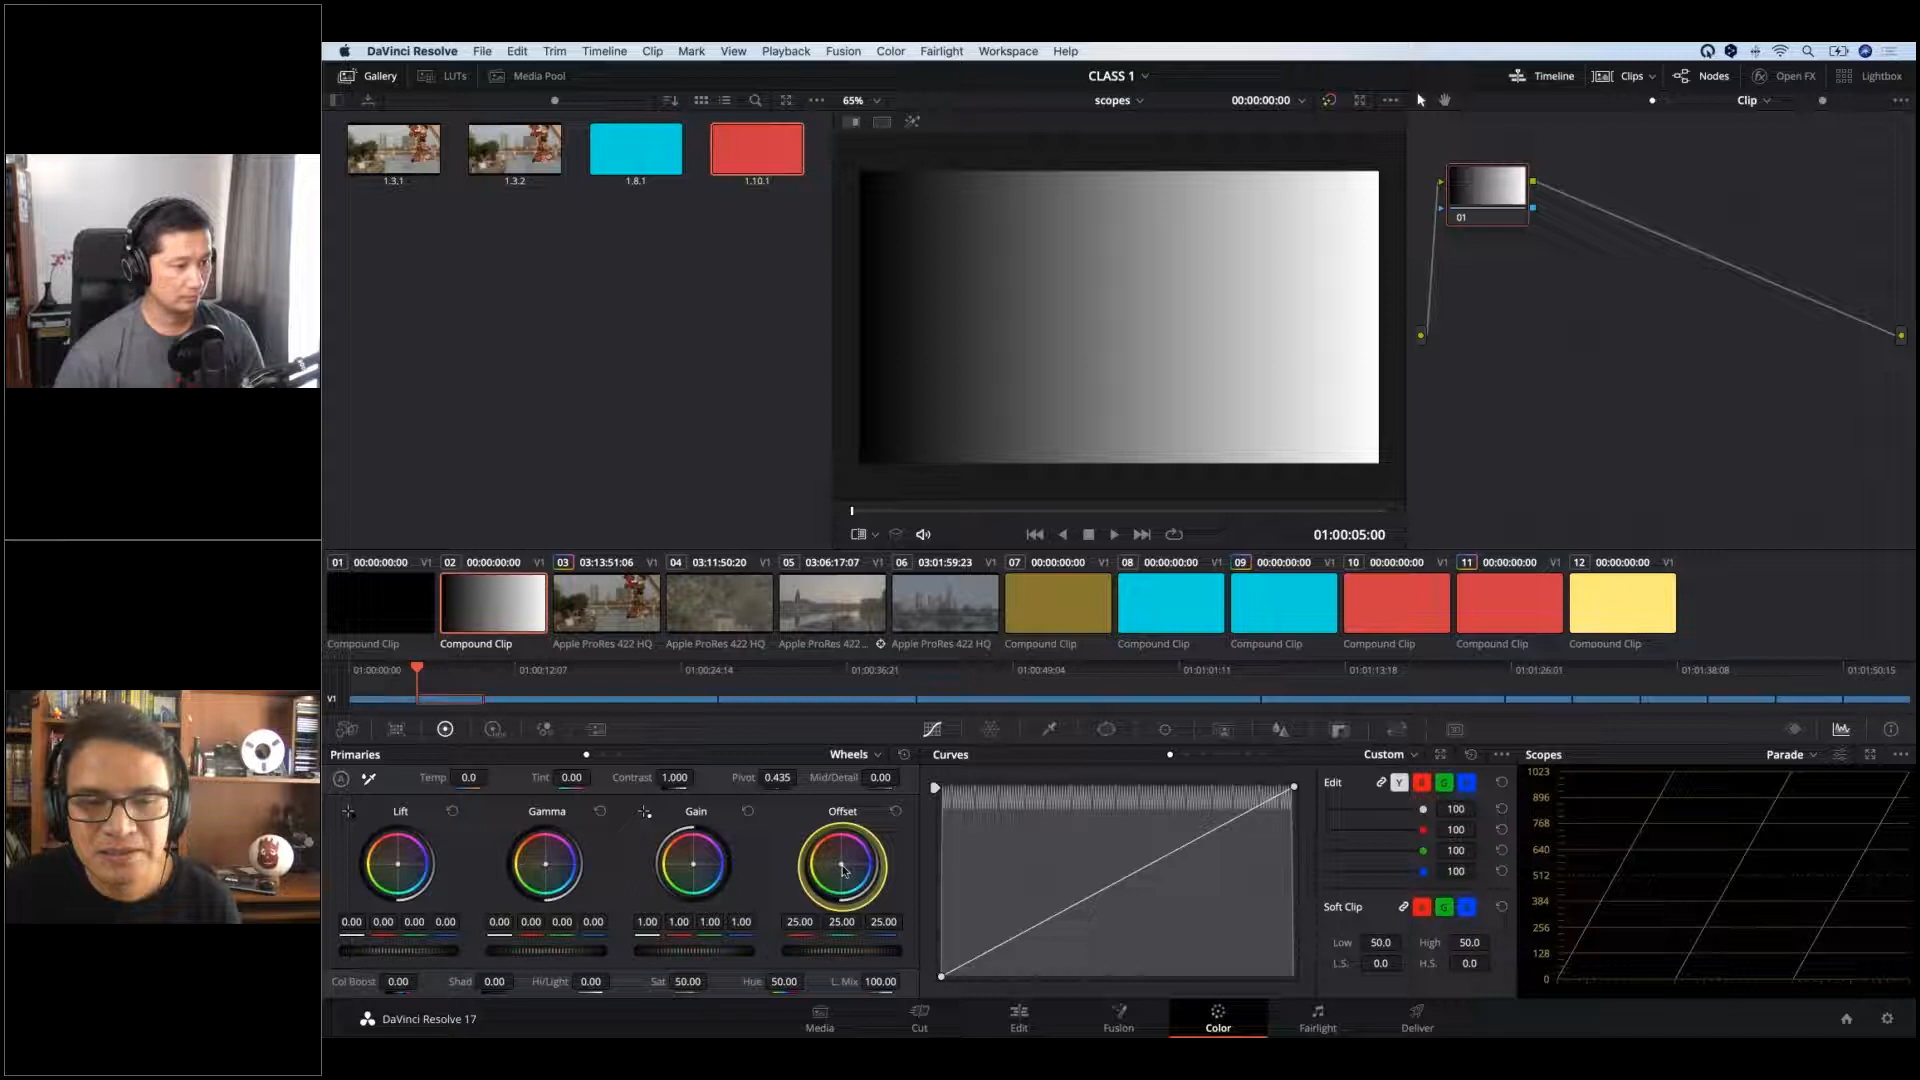 DaVinci Resolve File Edit Trim Timeline Clip Mark View Playback Fusion Color Fairlight Workspace Help
Gallery LUTs Media Pool CLASS 1 Timeline Clips Nodes Open FX Lightbox
65% scopes 00:00:00:00 Clip
1.3.1 1.3.2 1.8.1 1.10.1
01
01:00:05:00
01 00:00:00:00 V1 02 00:00:00:00 V1 03 03:13:51:06 V1 04 03:11:50:20 V1 05 03:06:17:07 V1 06 03:01:59:23 V1 07 00:00:00:00 V1 08 00:00:00:00 V1 09 00:00:00:00 V1 10 00:00:00:00 V1 11 00:00:00:00 V1 12 00:00:00:00 V1
Compound Clip Compound Clip Apple ProRes 422 HQ Apple ProRes 422 HQ Apple ProRes 422 ... Apple ProRes 422 HQ Compound Clip Compound Clip Compound Clip Compound Clip Compound Clip Compound Clip
01:00:00:00 01:00:12:07 01:00:24:14 01:00:36:21 01:00:49:04 01:01:01:11 01:01:13:18 01:01:26:01 01:01:38:08 01:01:50:15
V1
Primaries Wheels Curves Custom Scopes Parade
Temp 0.0 Tint 0.00 Contrast 1.000 Pivot 0.435 Mid/Detail 0.00
Lift Gamma Gain Offset
0.00 0.00 0.00 0.00 0.00 0.00 0.00 0.00 1.00 1.00 1.00 1.00 25.00 25.00 25.00
Col Boost 0.00 Shad 0.00 Hi/Light 0.00 Sat 50.00 Hue 50.00 L. Mix 100.00
Edit Y
100
100
100
100
Soft Clip
Low 50.0 High 50.0
L.S. 0.0 H.S. 0.0
1023
896
768
640
512
384
256
128
0
DaVinci Resolve 17
Media Cut Edit Fusion Color Fairlight Deliver